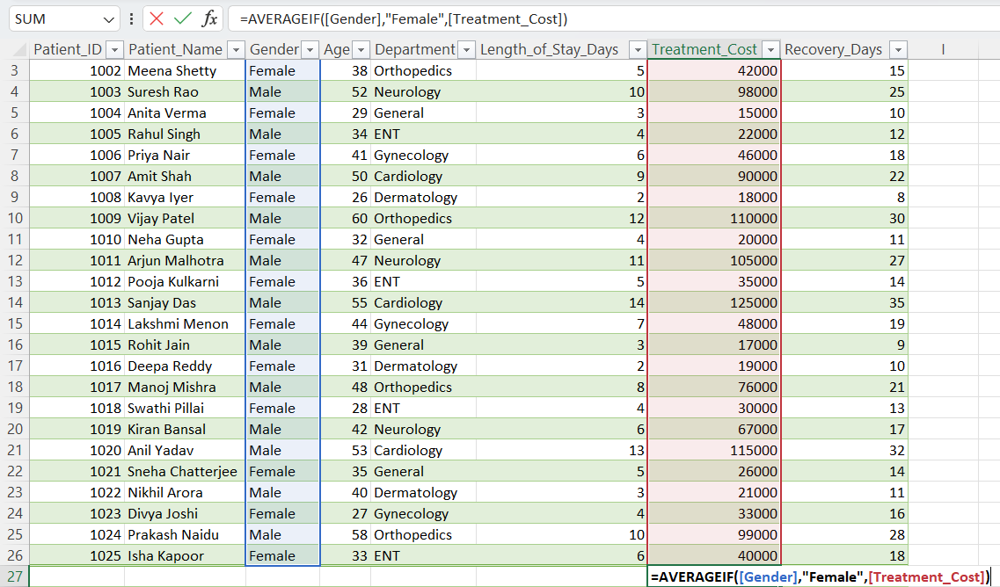 SUM fx =AVERAGEIF([Gender],"Female",[Treatment_Cost])
Patient_ID Patient_Name Gender Age Department Length_of_Stay_Days Treatment_Cost Recovery_Days I
3 1002 Meena Shetty Female 38 Orthopedics 5 42000 15
4 1003 Suresh Rao Male 52 Neurology 10 98000 25
5 1004 Anita Verma Female 29 General 3 15000 10
6 1005 Rahul Singh Male 34 ENT 4 22000 12
7 1006 Priya Nair Female 41 Gynecology 6 46000 18
8 1007 Amit Shah Male 50 Cardiology 9 90000 22
9 1008 Kavya Iyer Female 26 Dermatology 2 18000 8
10 1009 Vijay Patel Male 60 Orthopedics 12 110000 30
11 1010 Neha Gupta Female 32 General 4 20000 11
12 1011 Arjun Malhotra Male 47 Neurology 11 105000 27
13 1012 Pooja Kulkarni Female 36 ENT 5 35000 14
14 1013 Sanjay Das Male 55 Cardiology 14 125000 35
15 1014 Lakshmi Menon Female 44 Gynecology 7 48000 19
16 1015 Rohit Jain Male 39 General 3 17000 9
17 1016 Deepa Reddy Female 31 Dermatology 2 19000 10
18 1017 Manoj Mishra Male 48 Orthopedics 8 76000 21
19 1018 Swathi Pillai Female 28 ENT 4 30000 13
20 1019 Kiran Bansal Male 42 Neurology 6 67000 17
21 1020 Anil Yadav Male 53 Cardiology 13 115000 32
22 1021 Sneha Chatterjee Female 35 General 5 26000 14
23 1022 Nikhil Arora Male 40 Dermatology 3 21000 11
24 1023 Divya Joshi Female 27 Gynecology 4 33000 16
25 1024 Prakash Naidu Male 58 Orthopedics 10 99000 28
26 1025 Isha Kapoor Female 33 ENT 6 40000 18
27 =AVERAGEIF([Gender],"Female",[Treatment_Cost])